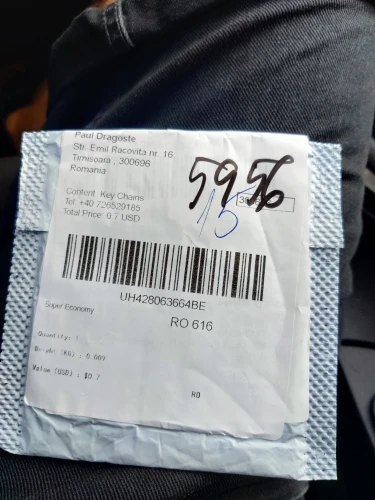 Paul Dragoste
Str. Emil Racovita nr. 16
Timisoara , 300696
Romania
5956
15
Content Key Chains
Tel. +40 726529185
Total Price: 0.7 USD
UH428063664BE
Super Economy
RO 616
Quantity: 1
Weight (KG) : 0.009
Value (USD) : $0.7
RO